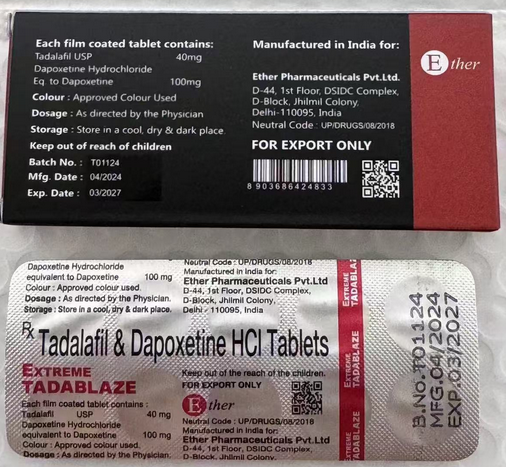 Each film coated tablet contains:
Tadalafil USP 40mg
Dapoxetine Hydrochloride
Eq. to Dapoxetine 100mg
Colour : Approved Colour Used
Dosage : As directed by the Physician
Storage : Store in a cool, dry & dark place
Keep out of reach of children
Batch No. : T01124
Mfg. Date : 04/2024
Exp. Date : 03/2027
Manufactured in India for:
Ether Pharmaceuticals Pvt.Ltd.
D-44, 1st Floor, DSIDC Complex,
D-Block, Jhilmil Colony,
Delhi-110095, India
Neutral Code : UP/DRUGS/08/2018
FOR EXPORT ONLY
8 903686 424833
Ether
Dapoxetine Hydrochloride
equivalent to Dapoxetine 100 mg
Colour : Approved colour used.
Dosage : As directed by the Physician.
Storage : Store in a cool, dry & dark place.
Neutral Code : UP/DRUGS/08/2018
Manufactured in India for:
Ether Pharmaceuticals Pvt.Ltd
D-44, 1st Floor, DSIDC Complex,
D-Block, Jhilmil Colony,
Delhi - 110095, India
Rx Tadalafil & Dapoxetine HCl Tablets
EXTREME
TADABLAZE
Each film coated tablet contains :
Tadalafil USP 40 mg
Dapoxetine Hydrochloride
equivalent to Dapoxetine 100 mg
Colour : Approved colour used.
Dosage : As directed by the Physician.
Keep out of the reach of the children.
FOR EXPORT ONLY
Ether
Neutral Code : UP/DRUGS/08/2018
Manufactured in India for:
Ether Pharmaceuticals Pvt.Ltd
D-44, 1st Floor, DSIDC Complex,
D-Block, Jhilmil Colony,
EXTREME
TADABLAZE
EXTREME
TADABLAZE
EXTREME
TADABLAZE
B.No.T01124
MFG.04/2024
EXP.03/2027